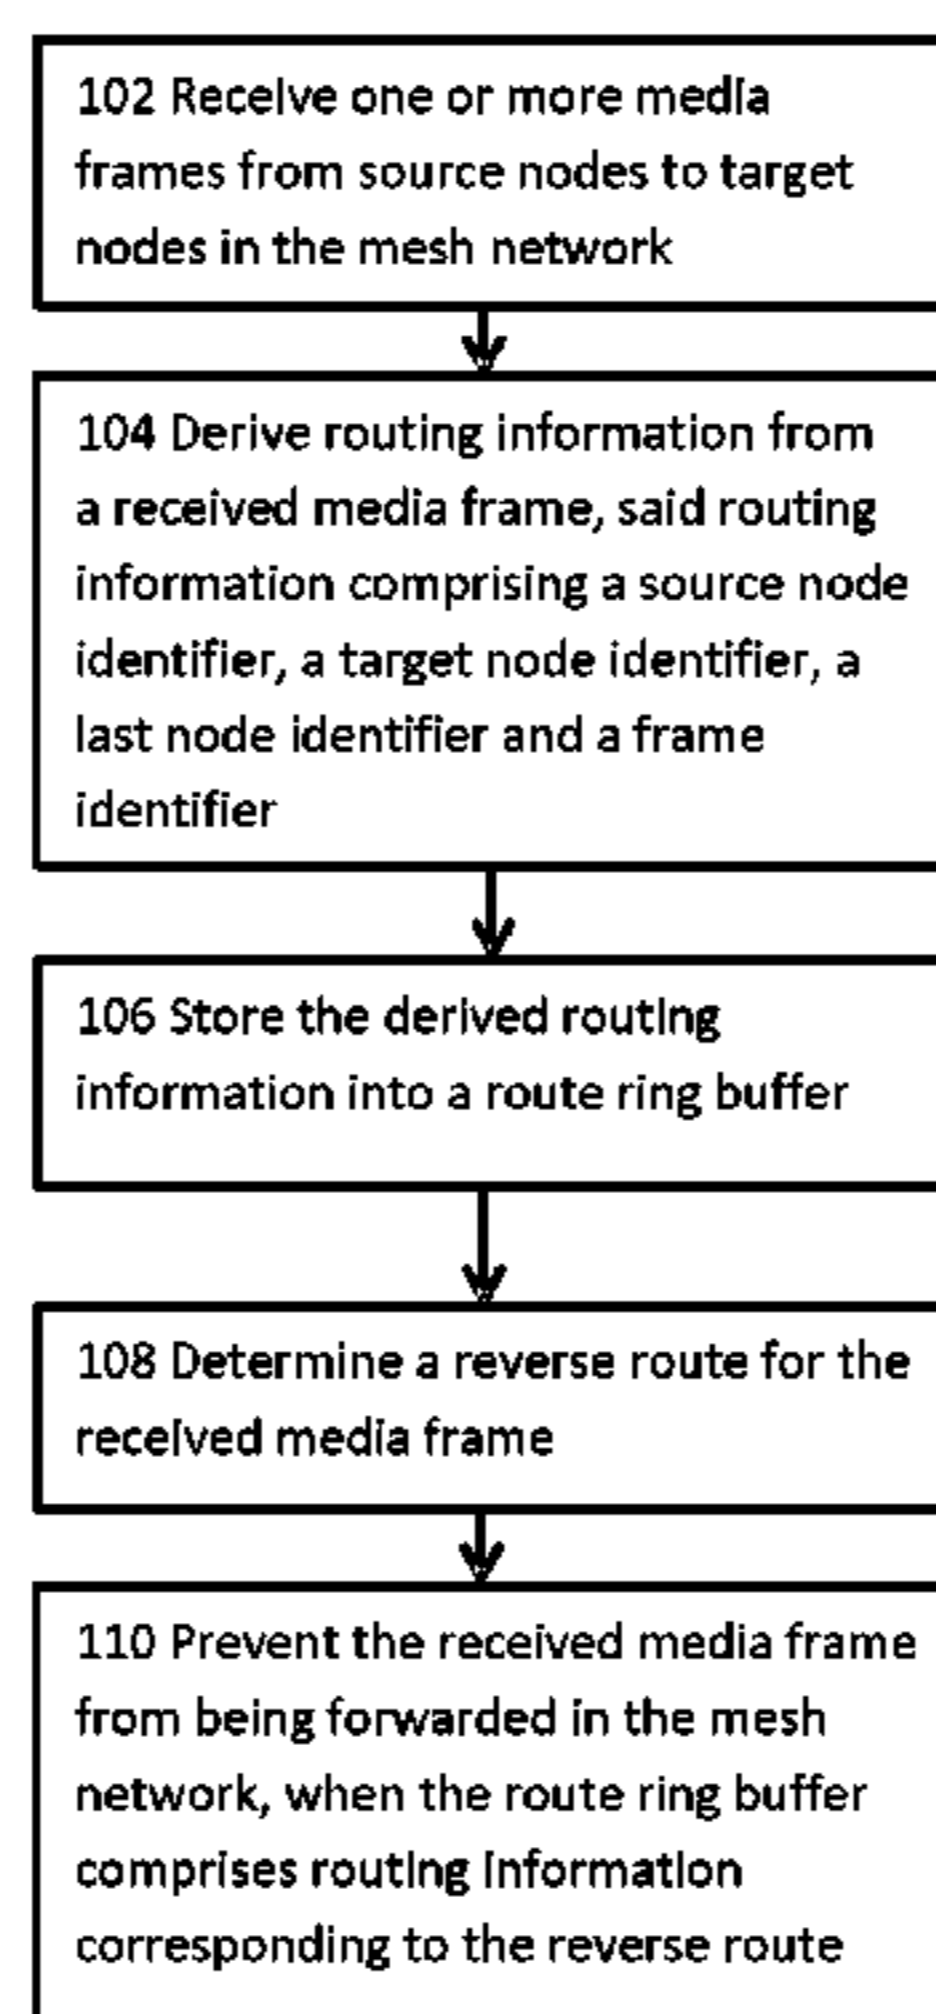 102 Receive one or more media
frames from source nodes to target
nodes in the mesh network
104 Derive routing information from
a received media frame, said routing
information comprising a source node
identifier, a target node identifier, a
last node identifier and a frame
identifier
106 Store the derived routing
information into a route ring buffer
108 Determine a reverse route for the
received media frame
110 Prevent the received media frame
from being forwarded in the mesh
network, when the route ring buffer
comprises routing information
corresponding to the reverse route